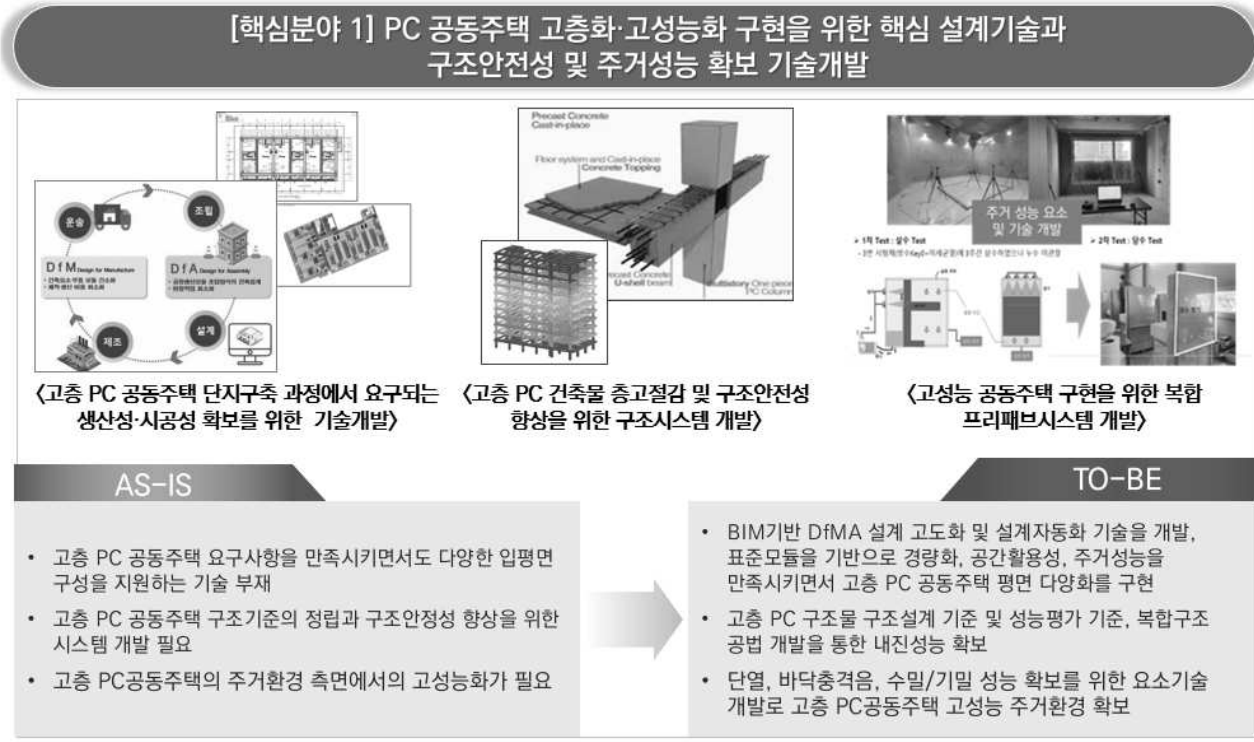 [핵심분야 1] PC 공동주택 고층화·고성능화 구현을 위한 핵심 설계기술과
구조안전성 및 주거성능 확보 기술개발
운송
조립
DfM Design for Manufacture
DfA Design for Assembly
제조
설계
Precast Concrete
Cast-in-place
Floor system and Cast-in-place
Concrete Topping
Precast Concrete
U-shell beam
Multistory One piece
PC Column
주거 성능 요소
및 기술 개발
➢ 1차 Test : 살수 Test
➢ 2차 Test : 담수 Test
〈고층 PC 공동주택 단지구축 과정에서 요구되는
생산성·시공성 확보를 위한 기술개발〉
〈고층 PC 건축물 층고절감 및 구조안전성
향상을 위한 구조시스템 개발〉
〈고성능 공동주택 구현을 위한 복합
프리패브시스템 개발〉
AS-IS
• 고층 PC 공동주택 요구사항을 만족시키면서도 다양한 입평면
구성을 지원하는 기술 부재
• 고층 PC 공동주택 구조기준의 정립과 구조안정성 향상을 위한
시스템 개발 필요
• 고층 PC공동주택의 주거환경 측면에서의 고성능화가 필요
TO-BE
• BIM기반 DfMA 설계 고도화 및 설계자동화 기술을 개발,
표준모듈을 기반으로 경량화, 공간활용성, 주거성능을
만족시키면서 고층 PC 공동주택 평면 다양화를 구현
• 고층 PC 구조물 구조설계 기준 및 성능평가 기준, 복합구조
공법 개발을 통한 내진성능 확보
• 단열, 바닥충격음, 수밀/기밀 성능 확보를 위한 요소기술
개발로 고층 PC공동주택 고성능 주거환경 확보